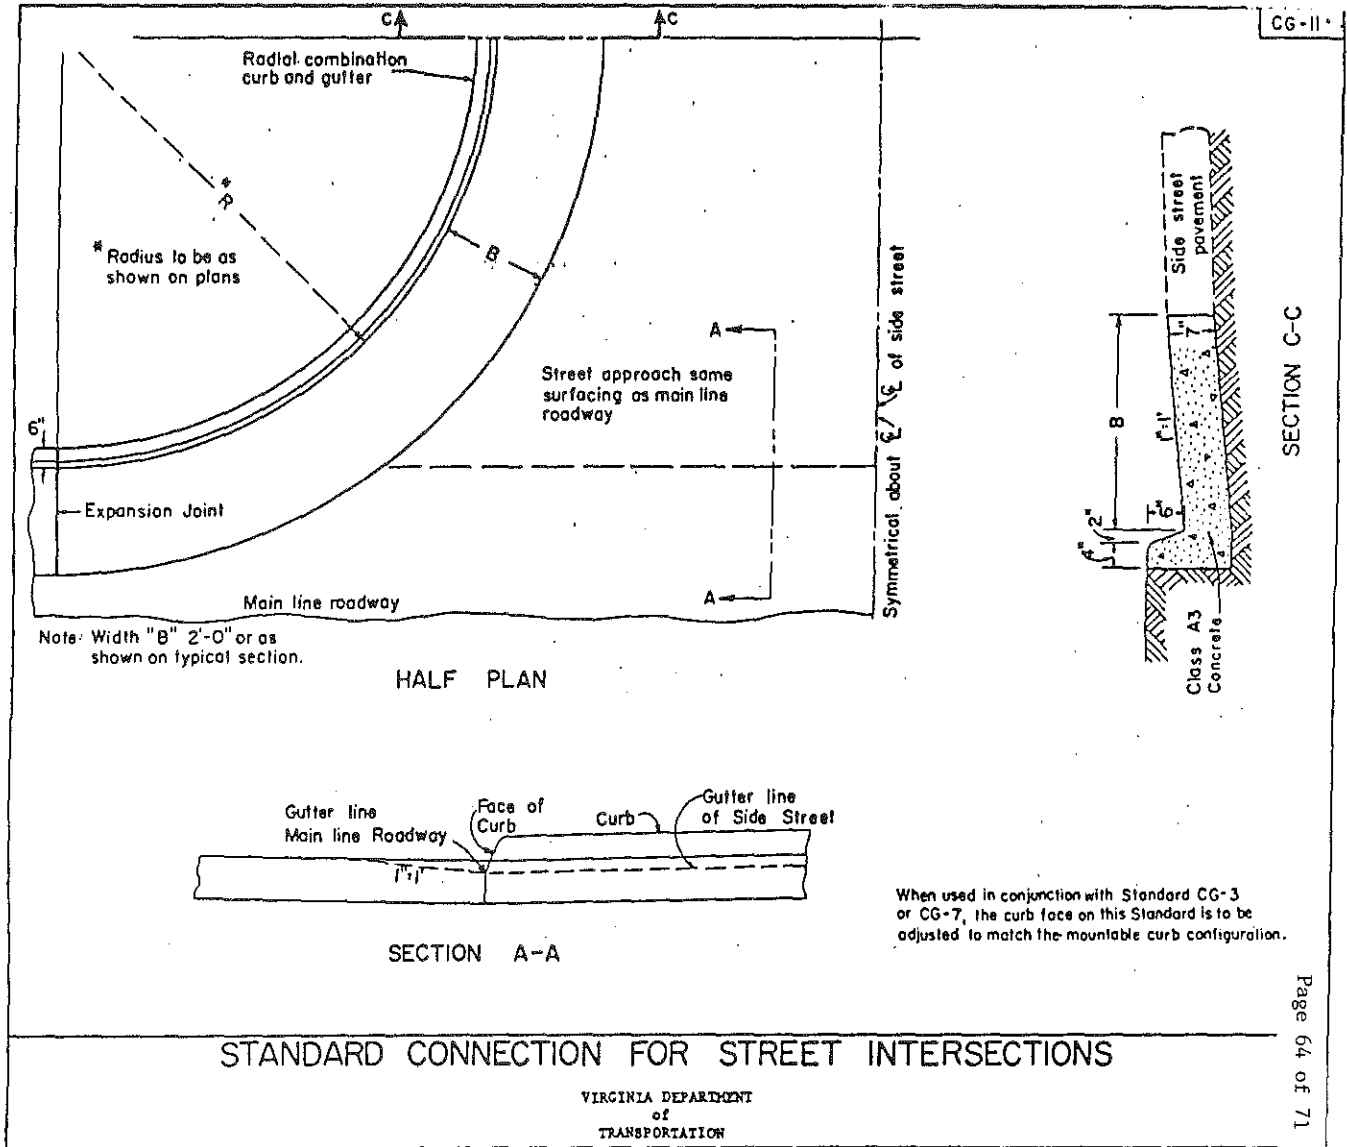 CG-11
C
C
Radial combination
curb and gutter
*R
* Radius to be as
shown on plans
B
6"
Expansion Joint
Main line roadway
Street approach same
surfacing as main line
roadway
A
A
Symmetrical about ℄ of side street
Note: Width "B" 2'-0" or as
shown on typical section.
HALF PLAN
Side street
pavement
7"
B
1":1'
6"
2"
4"
Class A3
Concrete
SECTION C-C
Gutter line
Main line Roadway
Face of
Curb
Curb
Gutter line
of Side Street
1":1'
SECTION A-A
When used in conjunction with Standard CG-3
or CG-7, the curb face on this Standard is to be
adjusted to match the mountable curb configuration.
Page 64 of 71
STANDARD CONNECTION FOR STREET INTERSECTIONS
VIRGINIA DEPARTMENT
of
TRANSPORTATION